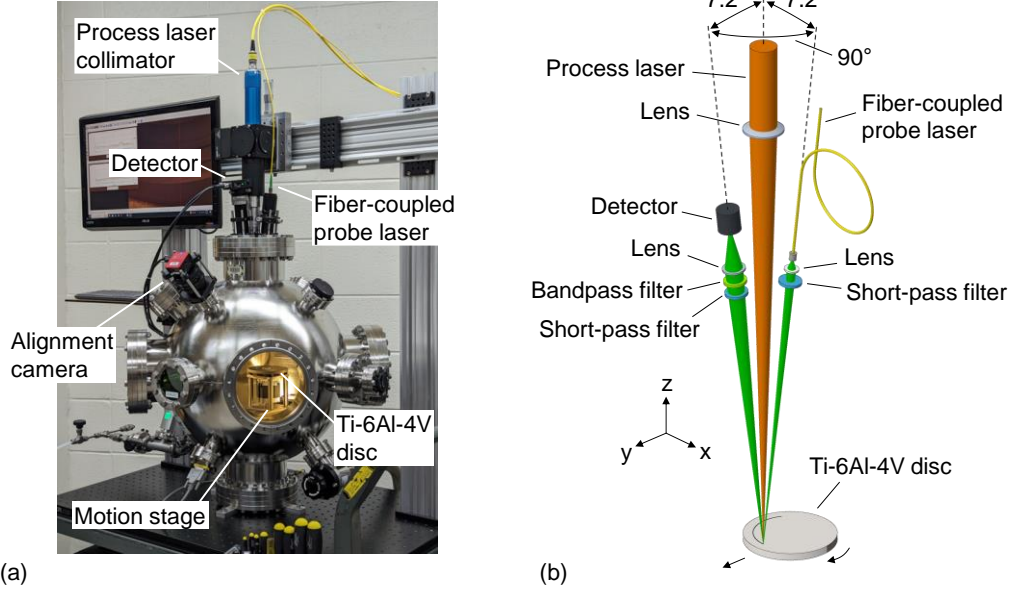 Process laser
collimator
Detector
Fiber-coupled
probe laser
Alignment
camera
Ti-6Al-4V
disc
Motion stage
(a)
7.2° 7.2°
90°
Process laser
Lens
Fiber-coupled
probe laser
Detector
Lens
Bandpass filter
Short-pass filter
Lens
Short-pass filter
z
y
x
Ti-6Al-4V disc
(b)